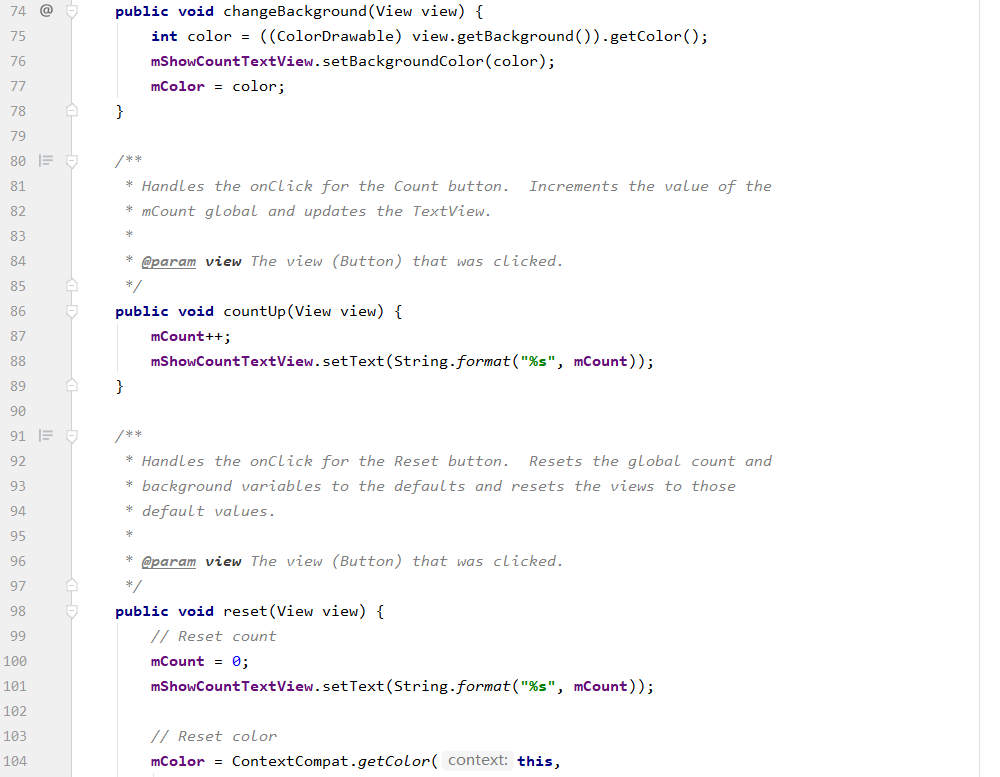 74 @ public void changeBackground(View view) {
75 int color = ((ColorDrawable) view.getBackground()).getColor();
76 mShowCountTextView.setBackgroundColor(color);
77 mColor = color;
78 }
79
80 /**
81 * Handles the onClick for the Count button.  Increments the value of the
82 * mCount global and updates the TextView.
83 *
84 * @param view The view (Button) that was clicked.
85 */
86 public void countUp(View view) {
87 mCount++;
88 mShowCountTextView.setText(String.format("%s", mCount));
89 }
90
91 /**
92 * Handles the onClick for the Reset button.  Resets the global count and
93 * background variables to the defaults and resets the views to those
94 * default values.
95 *
96 * @param view The view (Button) that was clicked.
97 */
98 public void reset(View view) {
99 // Reset count
100 mCount = 0;
101 mShowCountTextView.setText(String.format("%s", mCount));
102
103 // Reset color
104 mColor = ContextCompat.getColor( context: this,